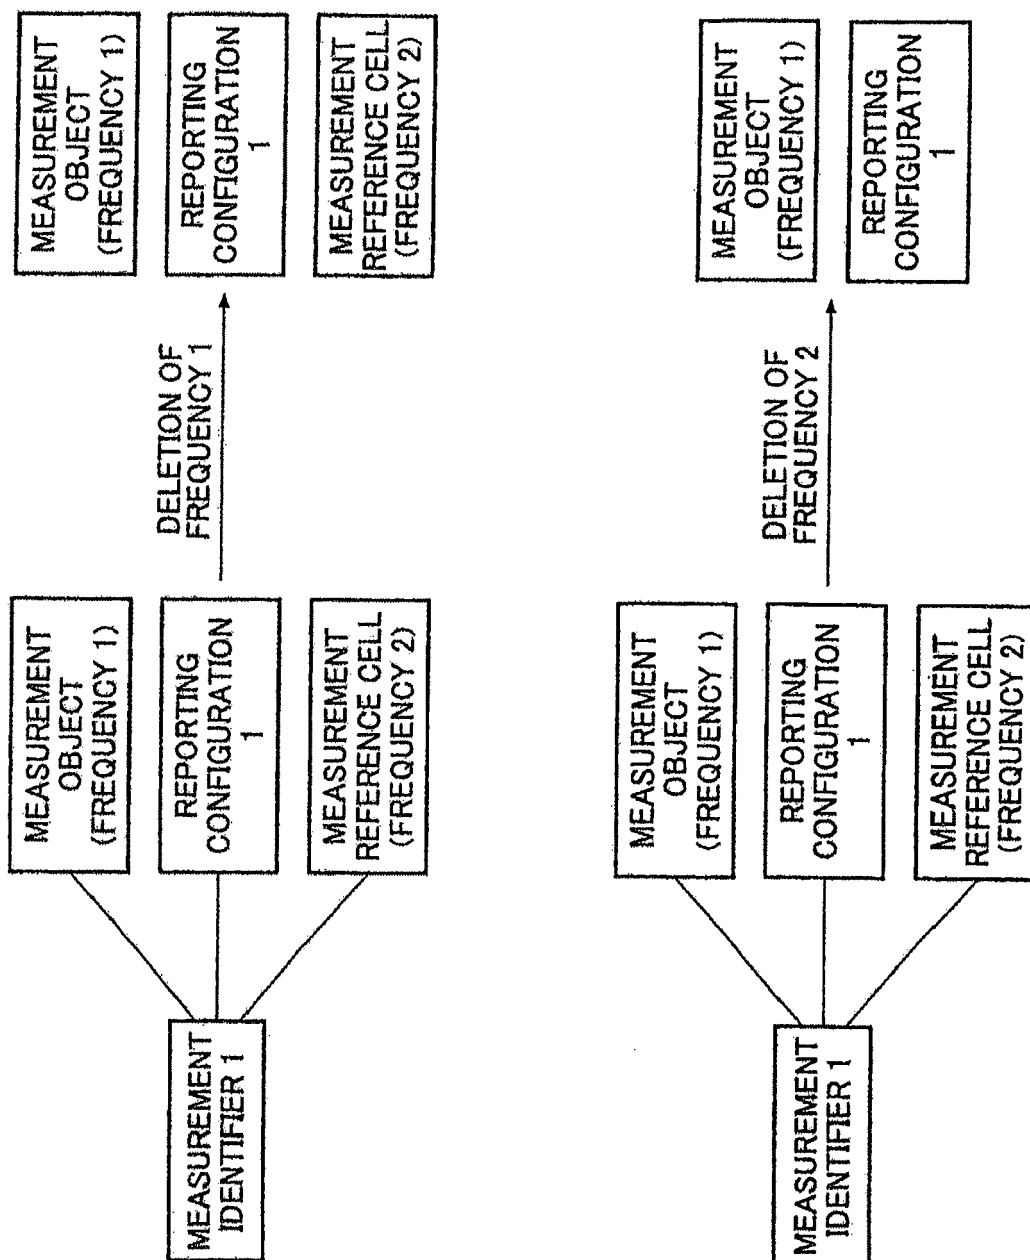 MEASUREMENT
IDENTIFIER 1
MEASUREMENT
OBJECT
(FREQUENCY 1)
REPORTING
CONFIGURATION
1
MEASUREMENT
REFERENCE CELL
(FREQUENCY 2)
DELETION OF
FREQUENCY 1
MEASUREMENT
OBJECT
(FREQUENCY 1)
REPORTING
CONFIGURATION
1
MEASUREMENT
REFERENCE CELL
(FREQUENCY 2)
MEASUREMENT
IDENTIFIER 1
MEASUREMENT
OBJECT
(FREQUENCY 1)
REPORTING
CONFIGURATION
1
MEASUREMENT
REFERENCE CELL
(FREQUENCY 2)
DELETION OF
FREQUENCY 2
MEASUREMENT
OBJECT
(FREQUENCY 1)
REPORTING
CONFIGURATION
1